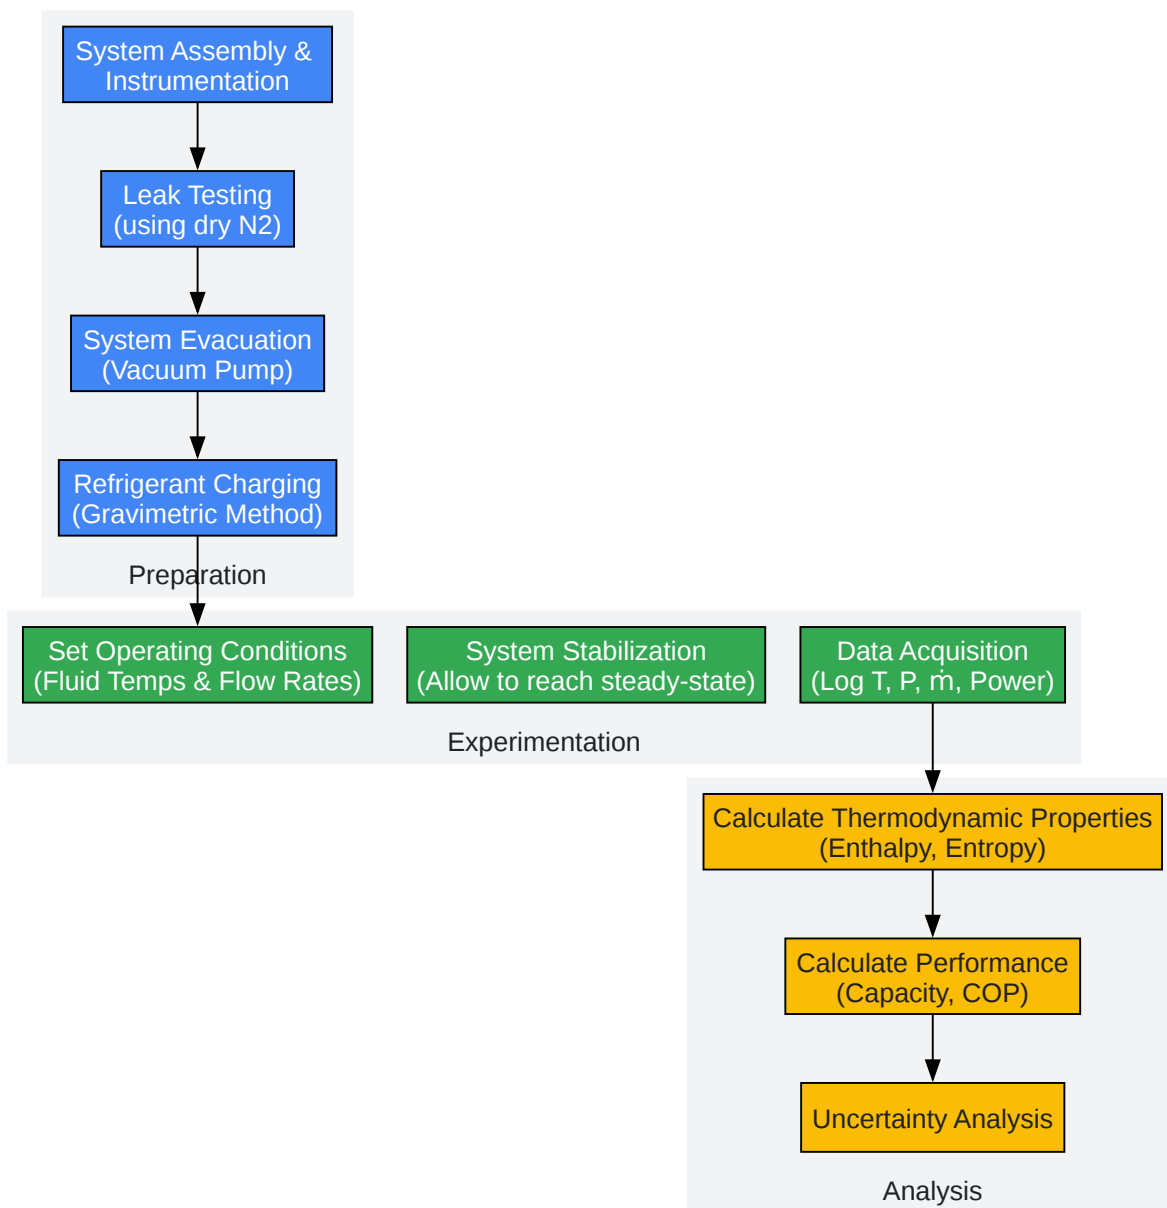 System Assembly &
Instrumentation
Leak Testing
(using dry N2)
System Evacuation
(Vacuum Pump)
Refrigerant Charging
(Gravimetric Method)
Preparation
Set Operating Conditions
(Fluid Temps & Flow Rates)
System Stabilization
(Allow to reach steady-state)
Data Acquisition
(Log T, P, ṁ, Power)
Experimentation
Calculate Thermodynamic Properties
(Enthalpy, Entropy)
Calculate Performance
(Capacity, COP)
Uncertainty Analysis
Analysis